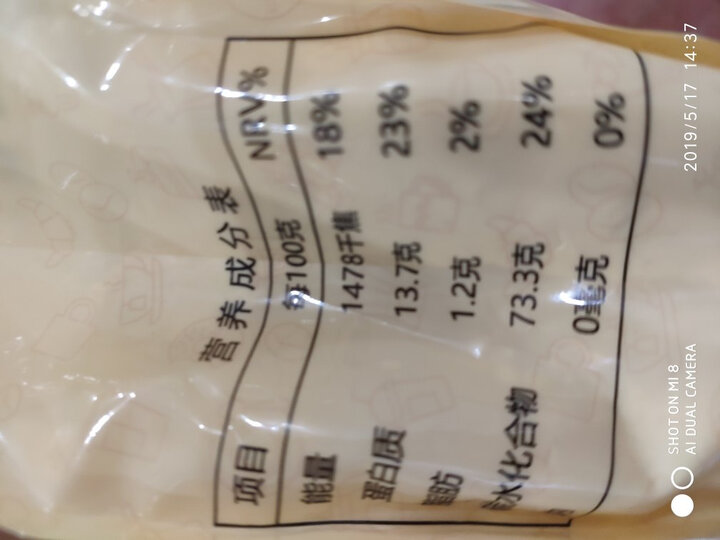 营养成分表
项目 每100克 NRV%
能量 1478千焦 18%
蛋白质 13.7克 23%
脂肪 1.2克 2%
水化合物 73.3克 24%
0毫克 0%
SHOT ON MI 8
AI DUAL CAMERA
2019/5/17 14:37